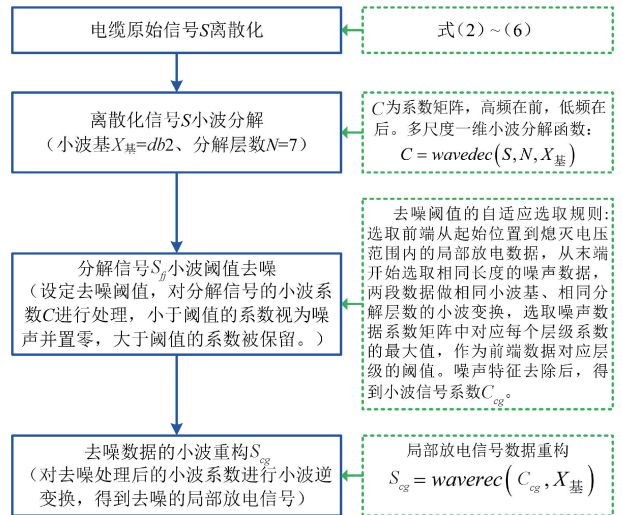 电缆原始信号S离散化
式（2）~（6）
离散化信号S小波分解
（小波基X基=db2、分解层数N=7）
C为系数矩阵，高频在前，低频在
后。多尺度一维小波分解函数：
C = wavedec(S, N, X基)
分解信号Sff小波阈值去噪
（设定去噪阈值，对分解信号的小波系
数C进行处理，小于阈值的系数视为噪
声并置零，大于阈值的系数被保留。）
去噪阈值的自适应选取规则：
选取前端从起始位置到熄灭电压
范围内的局部放电数据，从末端
开始选取相同长度的噪声数据，
两段数据做相同小波基、相同分
解层数的小波变换，选取噪声数
据系数矩阵中对应每个层级系数
的最大值，作为前端数据对应层
级的阈值。噪声特征去除后，得
到小波信号系数Ccg。
去噪数据的小波重构Scg
（对去噪处理后的小波系数进行小波逆
变换，得到去噪的局部放电信号）
局部放电信号数据重构
Scg = waverec(Ccg, X基)